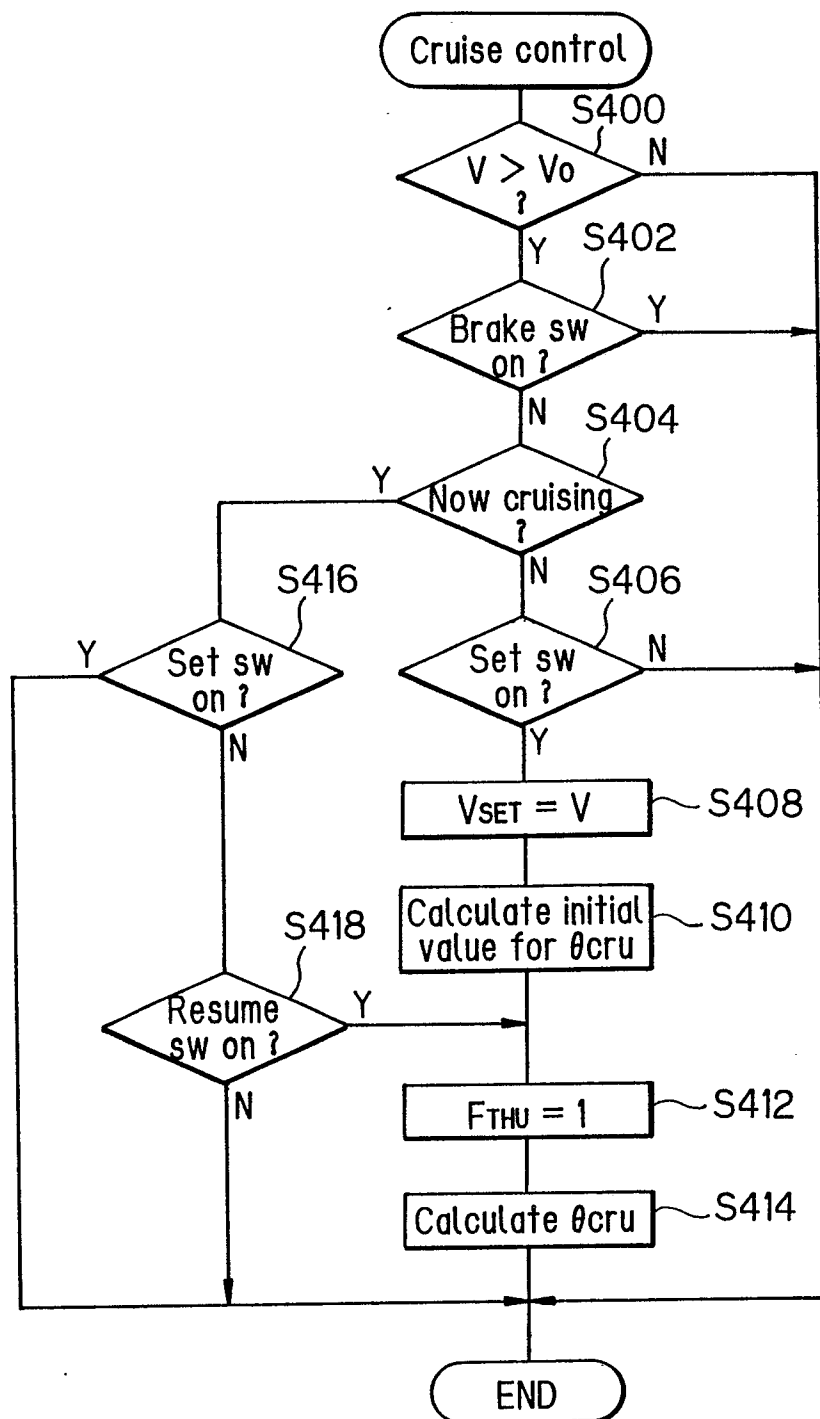 Cruise control
S400
V > Vo
?
N
Y
S402
Brake sw
on ?
Y
N
S404
Now cruising
?
Y
N
S406
Set sw
on ?
N
Y
S416
Set sw
on ?
Y
N
VSET = V
S408
Calculate initial
value for θcru
S410
S418
Resume
sw on ?
Y
N
FTHU = 1
S412
Calculate θcru
S414
END